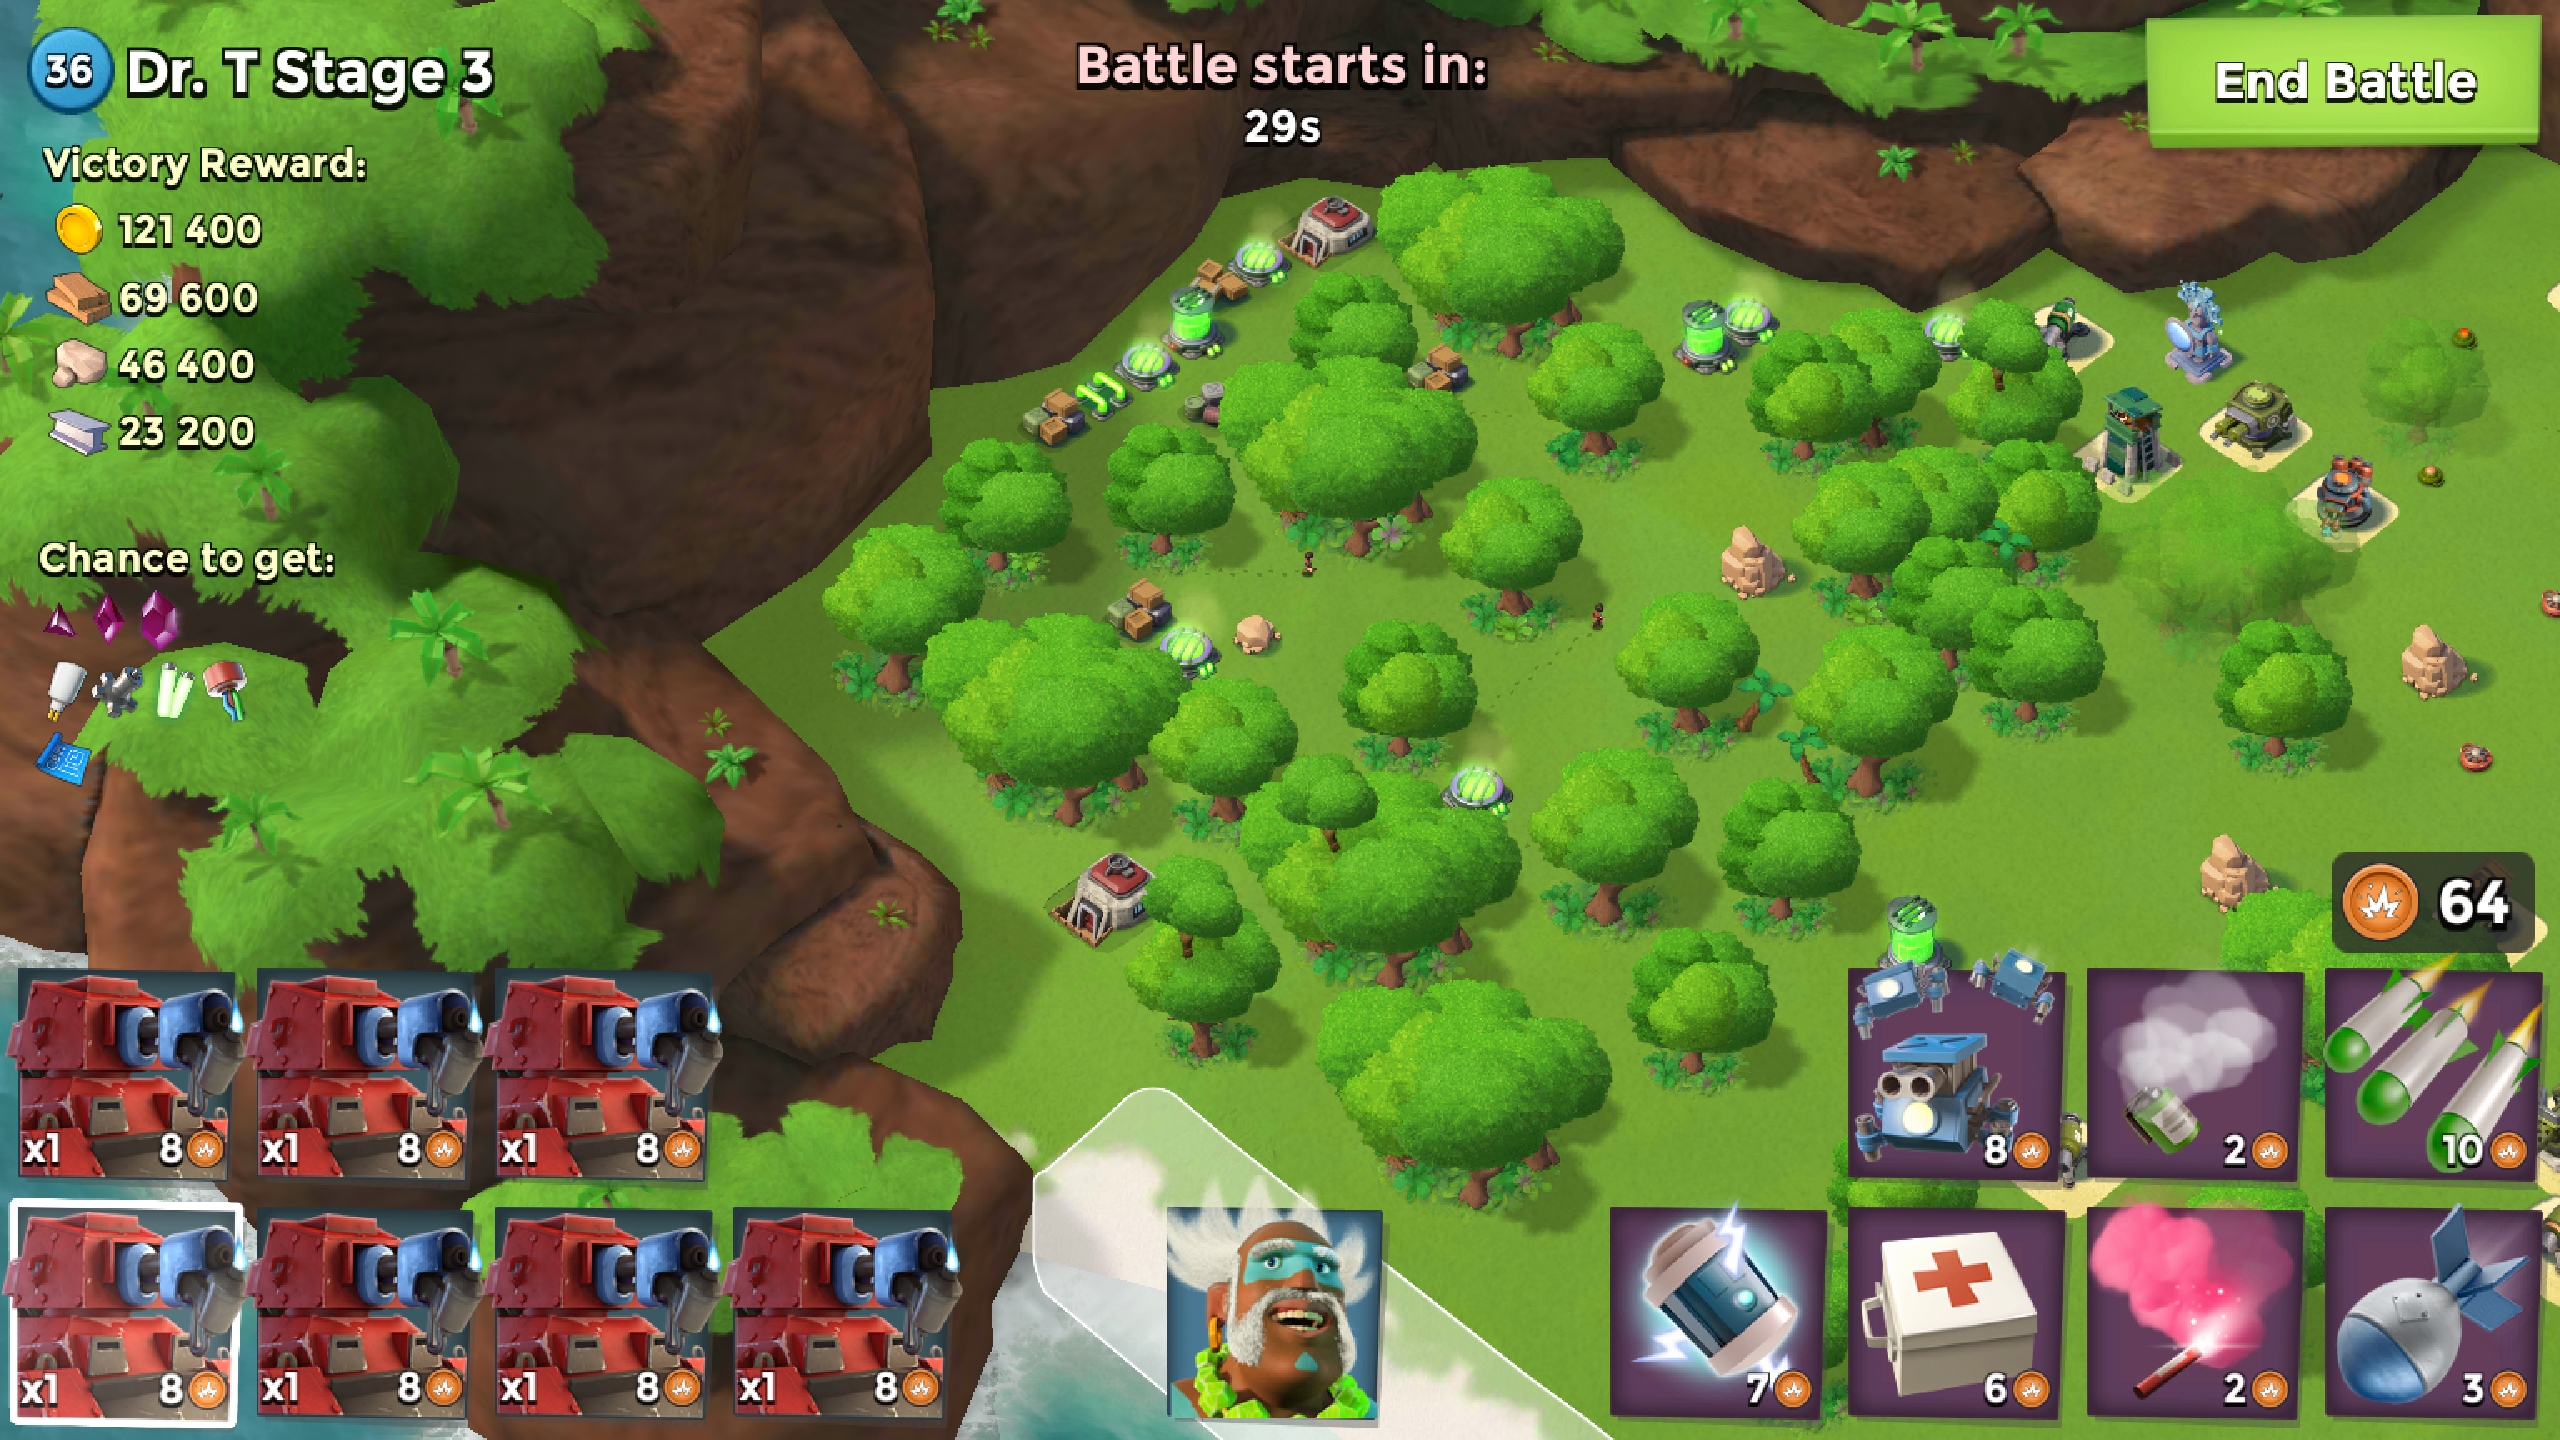 36 Dr. T Stage 3
Battle starts in:
29s
End Battle
Victory Reward:
121 400
69 600
46 400
23 200
Chance to get:
64
x1 8
x1 8
x1 8
8
2
10
x1 8
x1 8
x1 8
x1 8
7
6
2
3